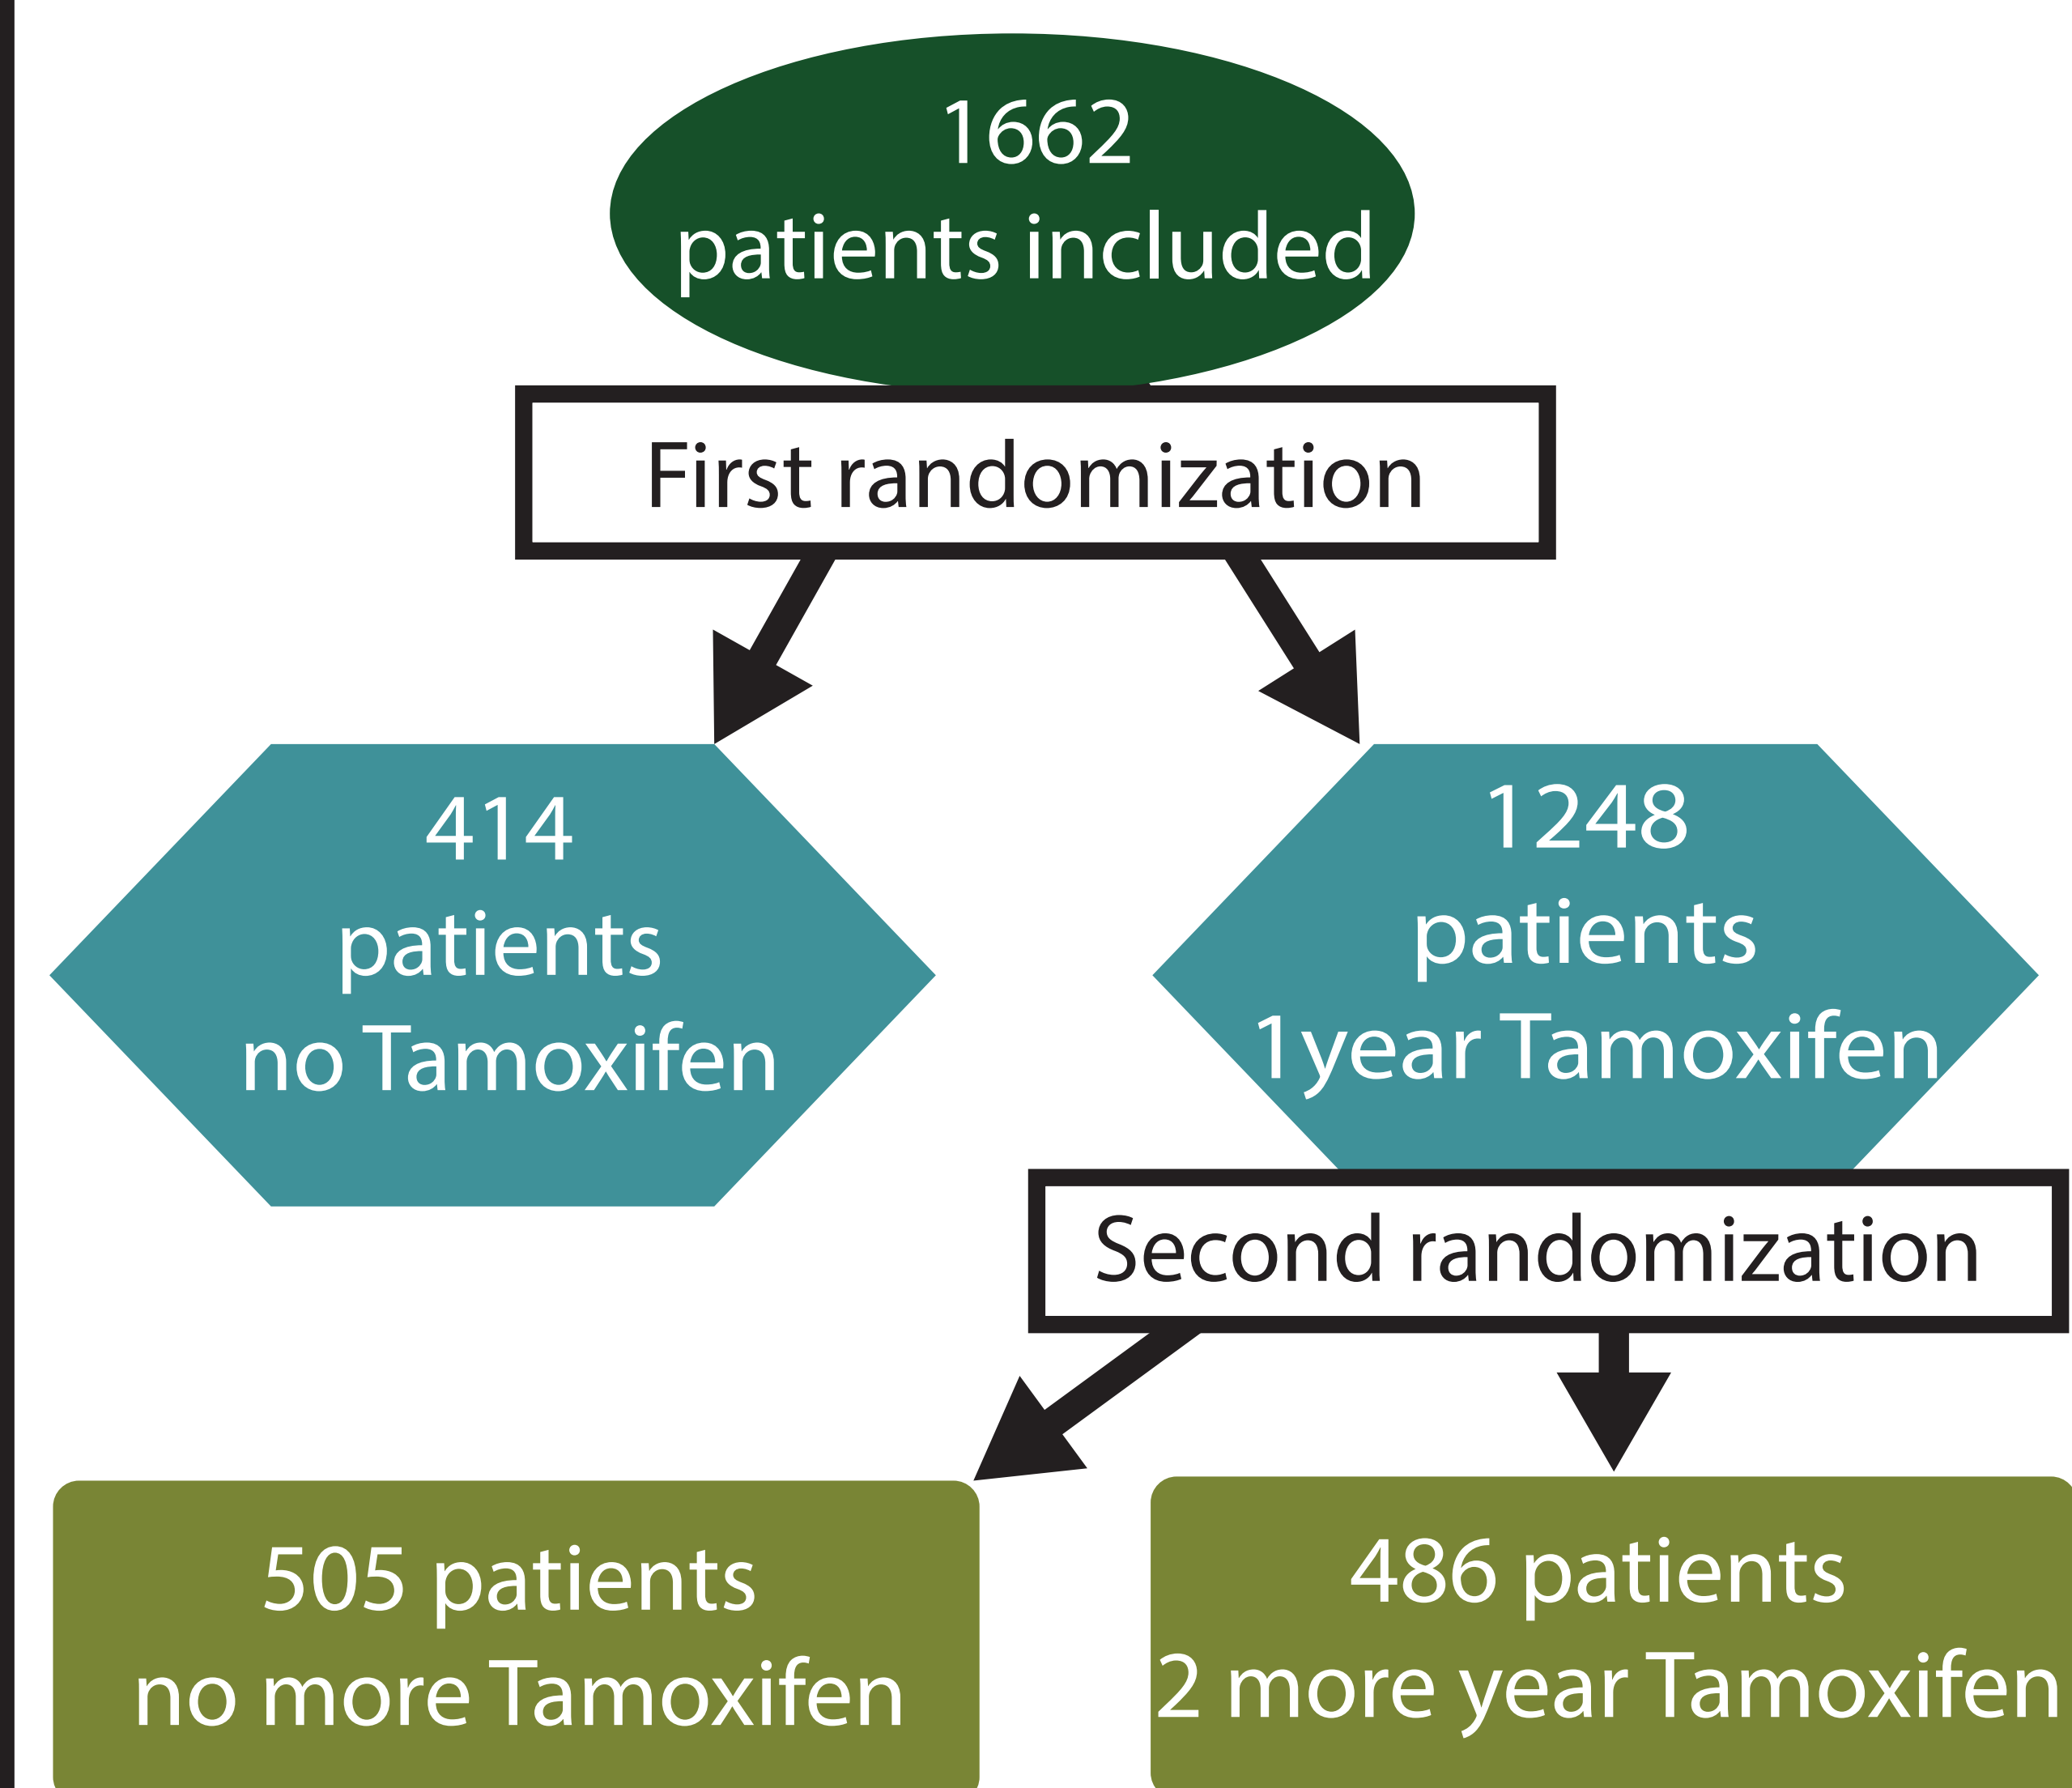 1662
patients included
First randomization
414
patients
no Tamoxifen
1248
patients
1year Tamoxifen
Second randomization
505 patients
no more Tamoxifen
486 patients
2 more year Tamoxifen